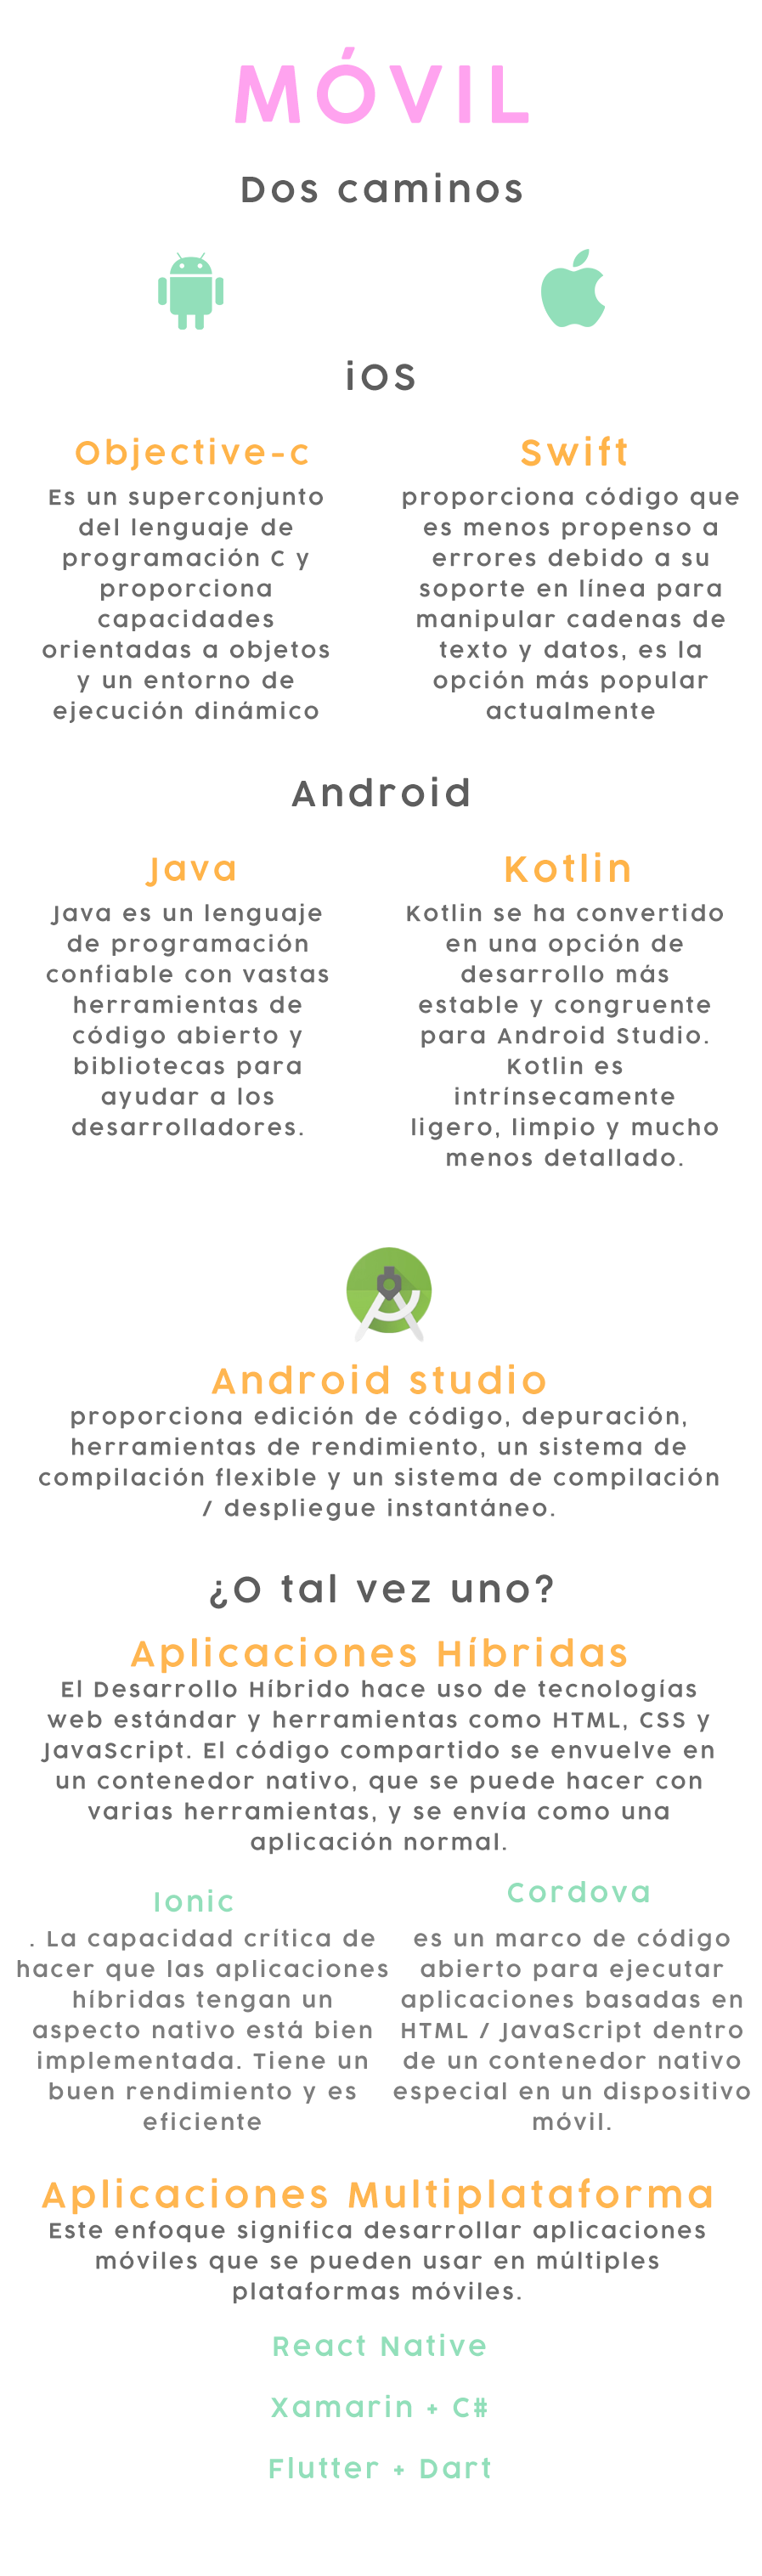 MÓVIL
Dos caminos
iOS
Objective-c
Es un superconjunto
del lenguaje de
programación C y
proporciona
capacidades
orientadas a objetos
y un entorno de
ejecución dinámico
Swift
proporciona código que
es menos propenso a
errores debido a su
soporte en línea para
manipular cadenas de
texto y datos, es la
opción más popular
actualmente
Android
Java
Java es un lenguaje
de programación
confiable con vastas
herramientas de
código abierto y
bibliotecas para
ayudar a los
desarrolladores.
Kotlin
Kotlin se ha convertido
en una opción de
desarrollo más
estable y congruente
para Android Studio.
Kotlin es
intrínsecamente
ligero, limpio y mucho
menos detallado.
Android studio
proporciona edición de código, depuración,
herramientas de rendimiento, un sistema de
compilación flexible y un sistema de compilación
/ despliegue instantáneo.
¿O tal vez uno?
Aplicaciones Híbridas
El Desarrollo Híbrido hace uso de tecnologías
web estándar y herramientas como HTML, CSS y
JavaScript. El código compartido se envuelve en
un contenedor nativo, que se puede hacer con
varias herramientas, y se envía como una
aplicación normal.
Ionic
. La capacidad crítica de
hacer que las aplicaciones
híbridas tengan un
aspecto nativo está bien
implementada. Tiene un
buen rendimiento y es
eficiente
Cordova
es un marco de código
abierto para ejecutar
aplicaciones basadas en
HTML / JavaScript dentro
de un contenedor nativo
especial en un dispositivo
móvil.
Aplicaciones Multiplataforma
Este enfoque significa desarrollar aplicaciones
móviles que se pueden usar en múltiples
plataformas móviles.
React Native
Xamarin + C#
Flutter + Dart